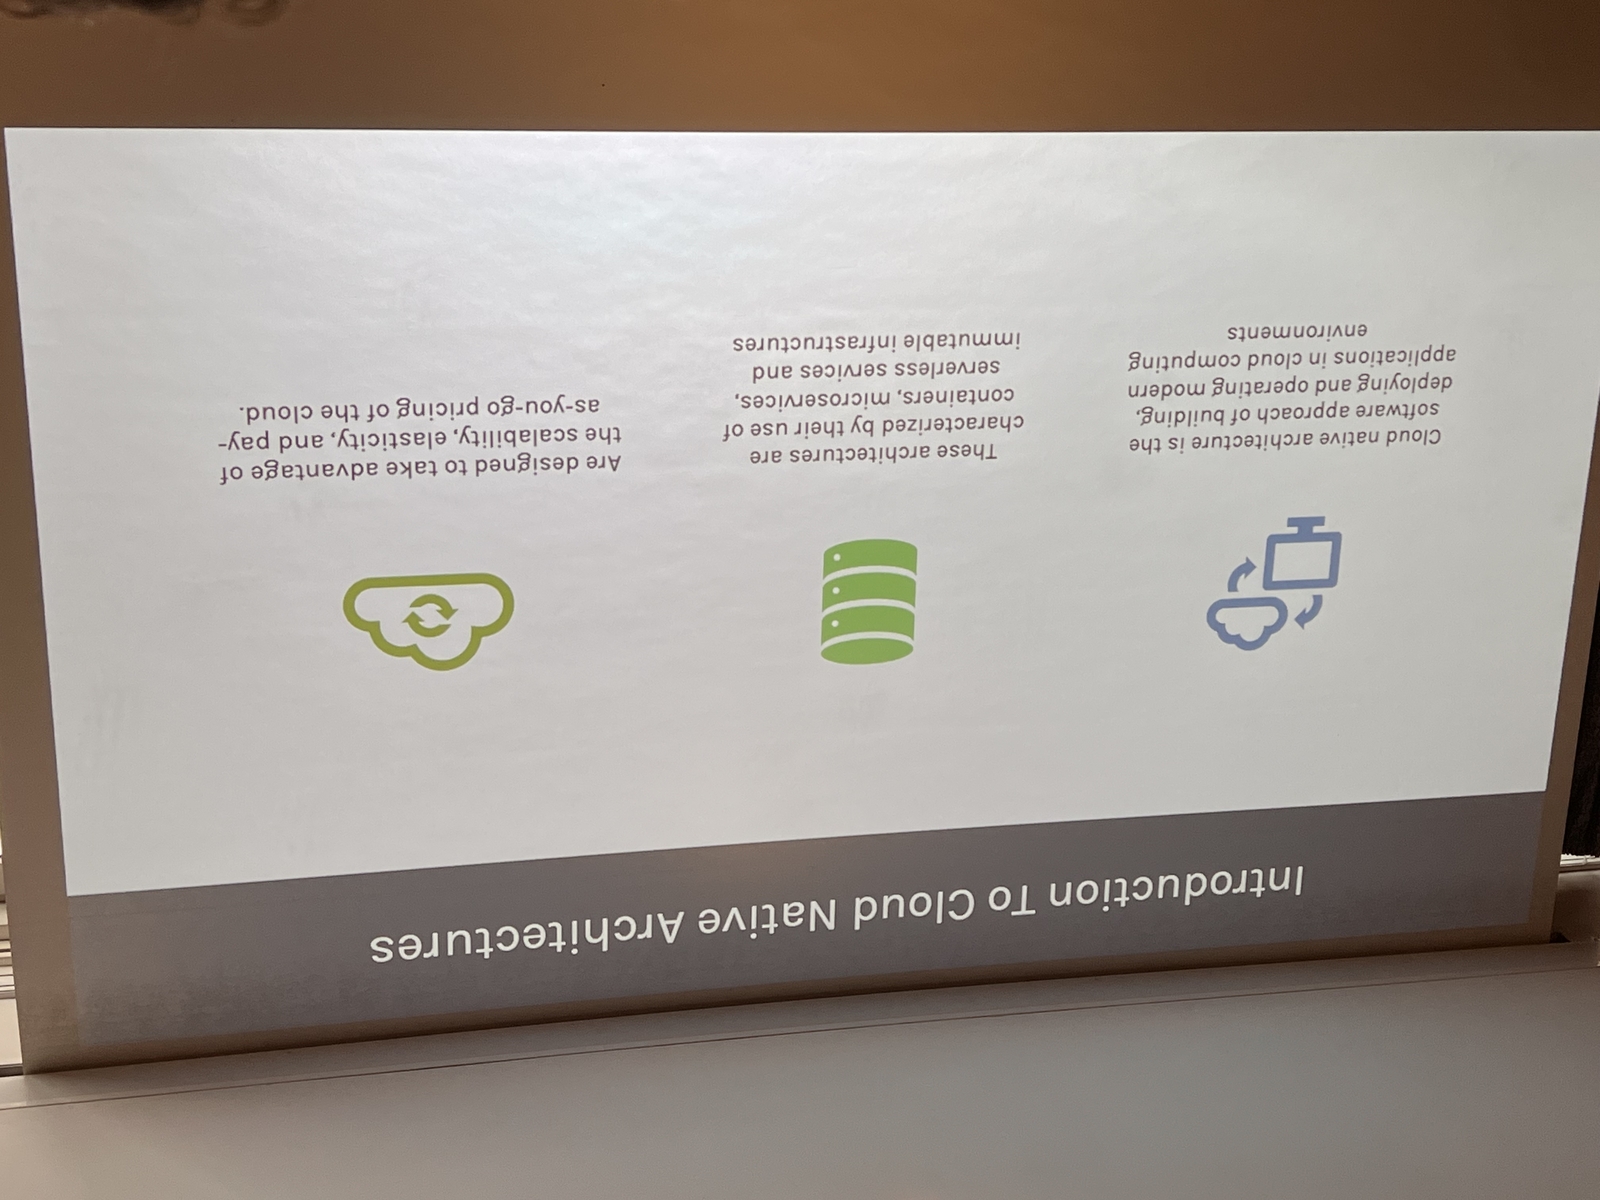 Introduction To Cloud Native Architectures
Cloud native architecture is the
software approach of building,
deploying and operating modern
applications in cloud computing
environments
These architectures are
characterized by their use of
containers, microservices,
serverless services and
immutable infrastructures
Are designed to take advantage of
the scalability, elasticity, and pay-
as-you-go pricing of the cloud.